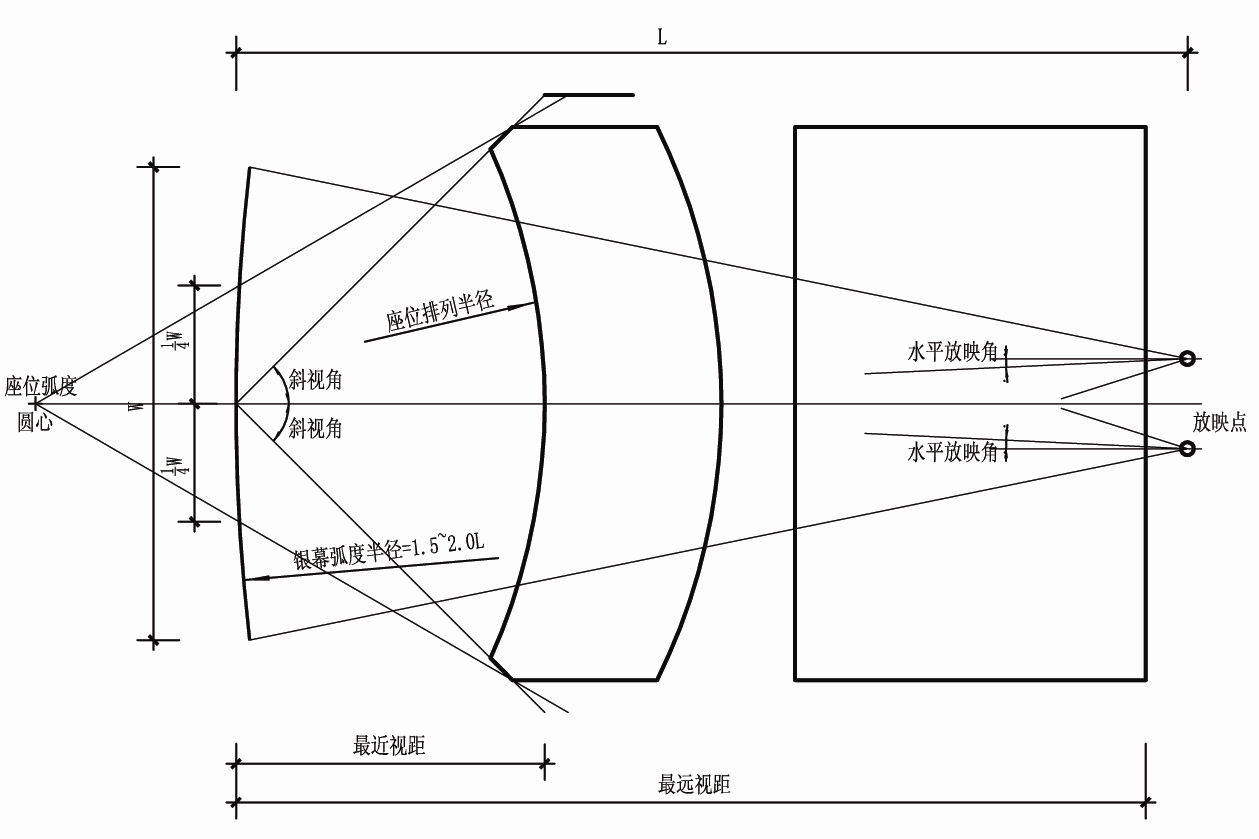 L
座位排列半径
1/4 W
水平放映角
斜视角
座位弧度
圆心
W
放映点
斜视角
水平放映角
1/4 W
银幕弧度半径=1.5~2.0L
最近视距
最远视距